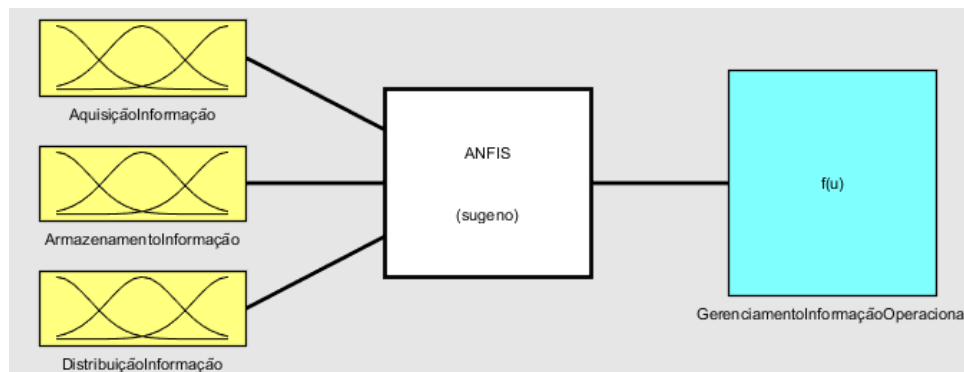 AquisiçãoInformação
ArmazenamentoInformação
DistribuiçãoInformação
ANFIS
(sugeno)
f(u)
GerenciamentoInformaçãoOperaciona